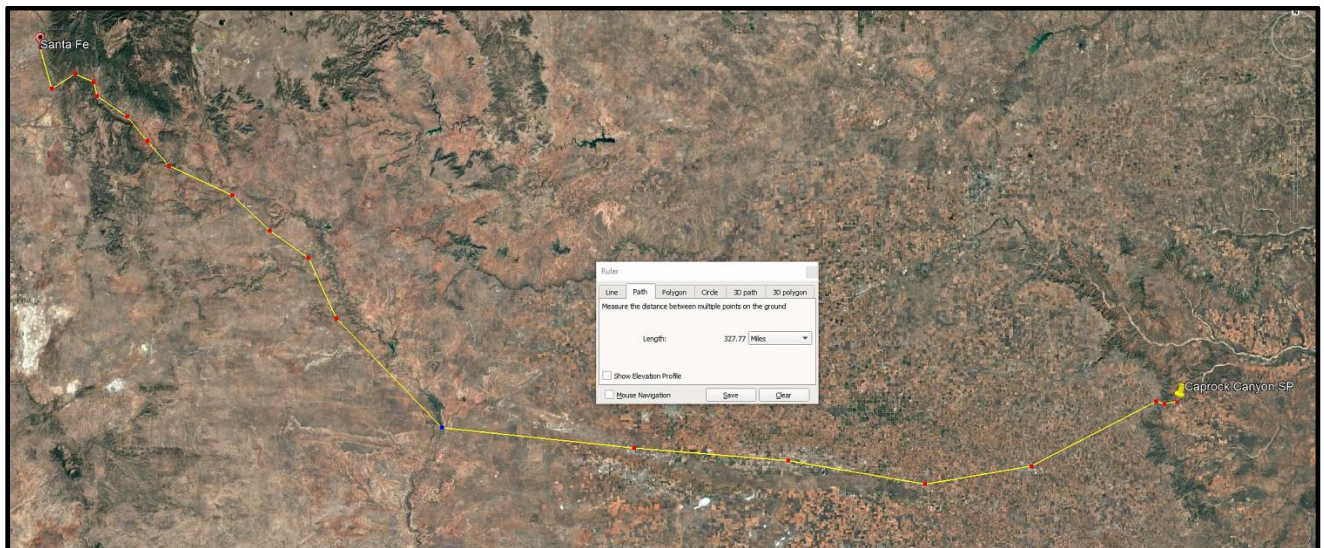 N
Santa Fe
Ruler
Line Path Polygon Circle 3D path 3D polygon
Measure the distance between multiple points on the ground
Length: 327.77 Miles
Show Elevation Profile
Mouse Navigation Save Clear
Caprock Canyon SP